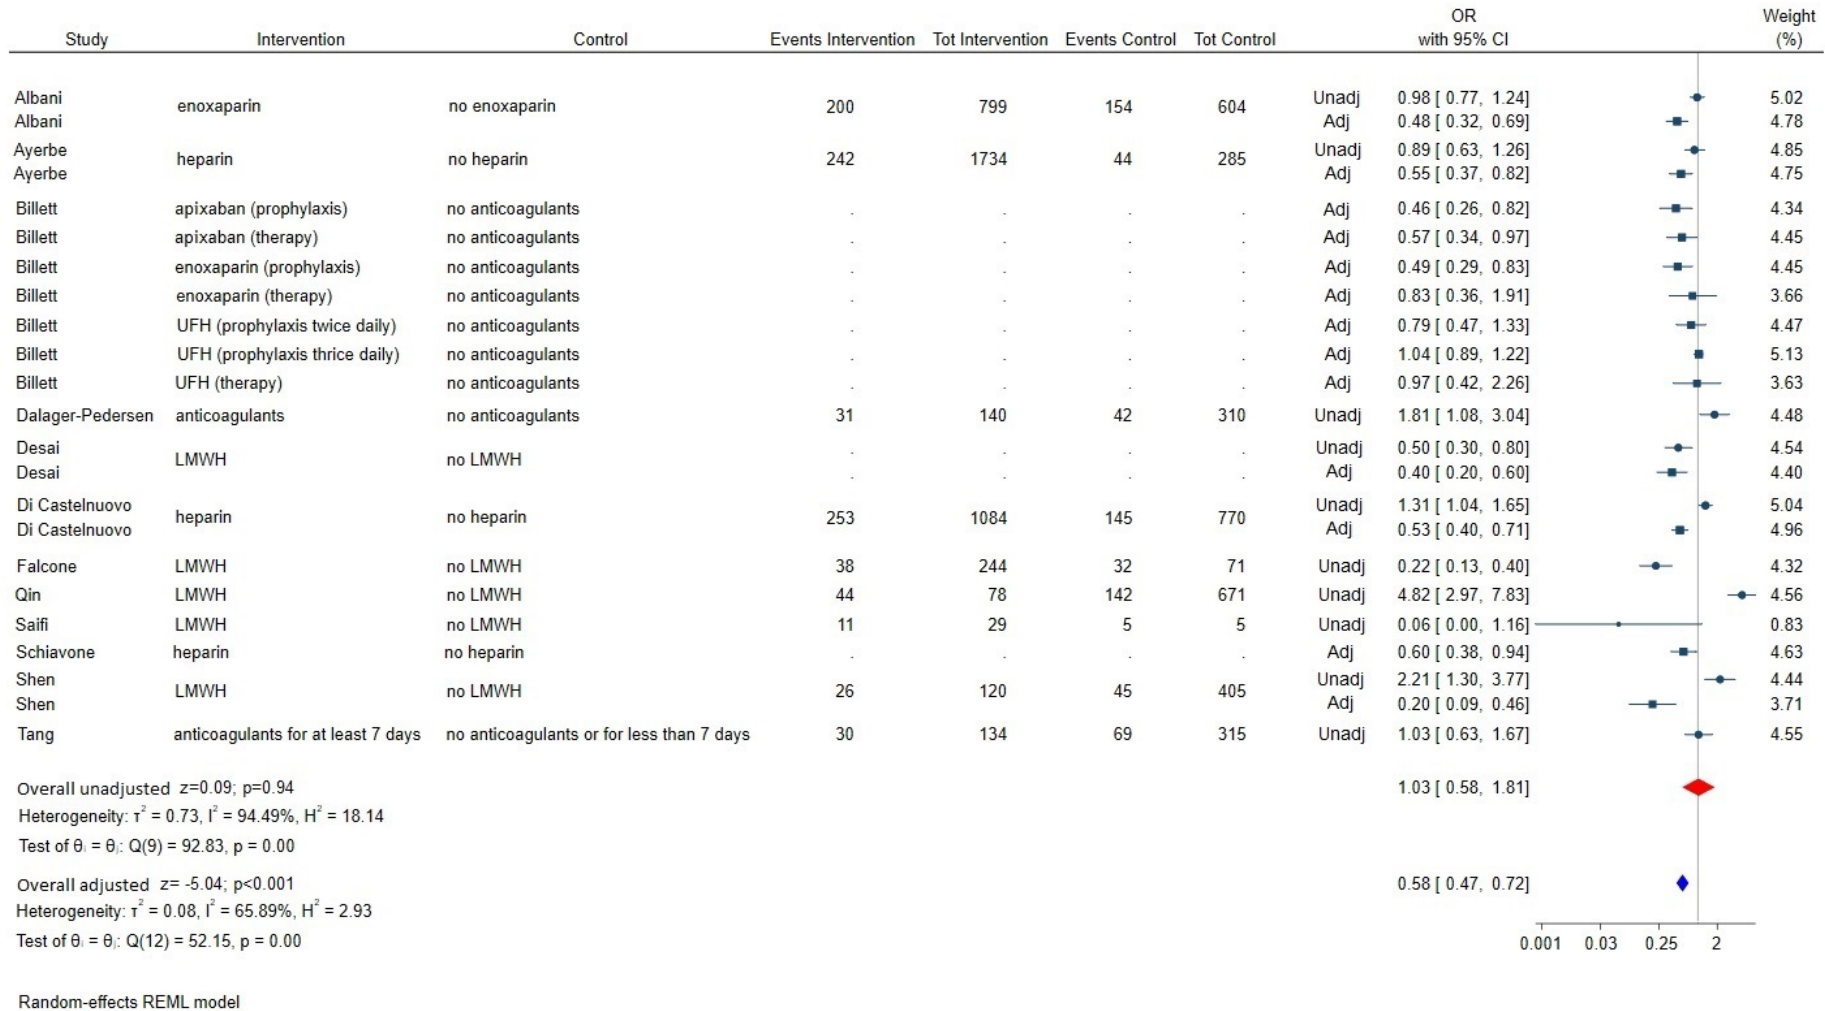 Study Intervention Control Events Intervention Tot Intervention Events Control Tot Control OR with 95% CI Weight (%)
Albani enoxaparin no enoxaparin 200 799 154 604 Unadj 0.98 [ 0.77, 1.24] 5.02
Albani Adj 0.48 [ 0.32, 0.69] 4.78
Ayerbe heparin no heparin 242 1734 44 285 Unadj 0.89 [ 0.63, 1.26] 4.85
Ayerbe Adj 0.55 [ 0.37, 0.82] 4.75
Billett apixaban (prophylaxis) no anticoagulants . . . . Adj 0.46 [ 0.26, 0.82] 4.34
Billett apixaban (therapy) no anticoagulants . . . . Adj 0.57 [ 0.34, 0.97] 4.45
Billett enoxaparin (prophylaxis) no anticoagulants . . . . Adj 0.49 [ 0.29, 0.83] 4.45
Billett enoxaparin (therapy) no anticoagulants . . . . Adj 0.83 [ 0.36, 1.91] 3.66
Billett UFH (prophylaxis twice daily) no anticoagulants . . . . Adj 0.79 [ 0.47, 1.33] 4.47
Billett UFH (prophylaxis thrice daily) no anticoagulants . . . . Adj 1.04 [ 0.89, 1.22] 5.13
Billett UFH (therapy) no anticoagulants . . . . Adj 0.97 [ 0.42, 2.26] 3.63
Dalager-Pedersen anticoagulants no anticoagulants 31 140 42 310 Unadj 1.81 [ 1.08, 3.04] 4.48
Desai LMWH no LMWH . . . . Unadj 0.50 [ 0.30, 0.80] 4.54
Desai . . . . Adj 0.40 [ 0.20, 0.60] 4.40
Di Castelnuovo heparin no heparin 253 1084 145 770 Unadj 1.31 [ 1.04, 1.65] 5.04
Di Castelnuovo Adj 0.53 [ 0.40, 0.71] 4.96
Falcone LMWH no LMWH 38 244 32 71 Unadj 0.22 [ 0.13, 0.40] 4.32
Qin LMWH no LMWH 44 78 142 671 Unadj 4.82 [ 2.97, 7.83] 4.56
Saifi LMWH no LMWH 11 29 5 5 Unadj 0.06 [ 0.00, 1.16] 0.83
Schiavone heparin no heparin . . . . Adj 0.60 [ 0.38, 0.94] 4.63
Shen LMWH no LMWH 26 120 45 405 Unadj 2.21 [ 1.30, 3.77] 4.44
Shen Adj 0.20 [ 0.09, 0.46] 3.71
Tang anticoagulants for at least 7 days no anticoagulants or for less than 7 days 30 134 69 315 Unadj 1.03 [ 0.63, 1.67] 4.55
Overall unadjusted z=0.09; p=0.94 1.03 [ 0.58, 1.81]
Heterogeneity: τ² = 0.73, I² = 94.49%, H² = 18.14
Test of θᵢ = θⱼ: Q(9) = 92.83, p = 0.00
Overall adjusted z= -5.04; p<0.001 0.58 [ 0.47, 0.72]
Heterogeneity: τ² = 0.08, I² = 65.89%, H² = 2.93
Test of θᵢ = θⱼ: Q(12) = 52.15, p = 0.00
0.001 0.03 0.25 2
Random-effects REML model